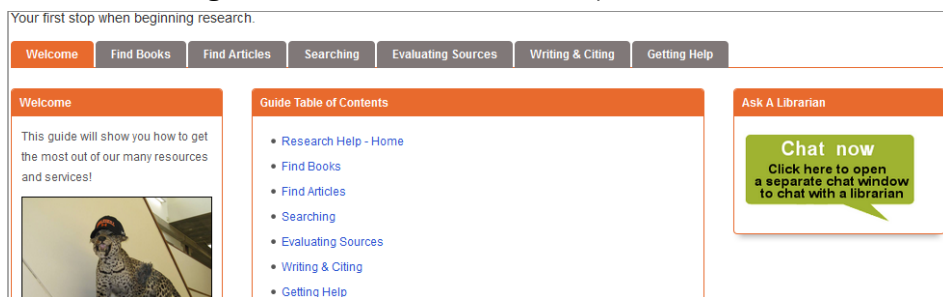 Your first stop when beginning research.
Welcome Find Books Find Articles Searching Evaluating Sources Writing & Citing Getting Help
Welcome
This guide will show you how to get
the most out of our many resources
and services!
Guide Table of Contents
Research Help - Home
Find Books
Find Articles
Searching
Evaluating Sources
Writing & Citing
Getting Help
Ask A Librarian
Chat now
Click here to open
a separate chat window
to chat with a librarian